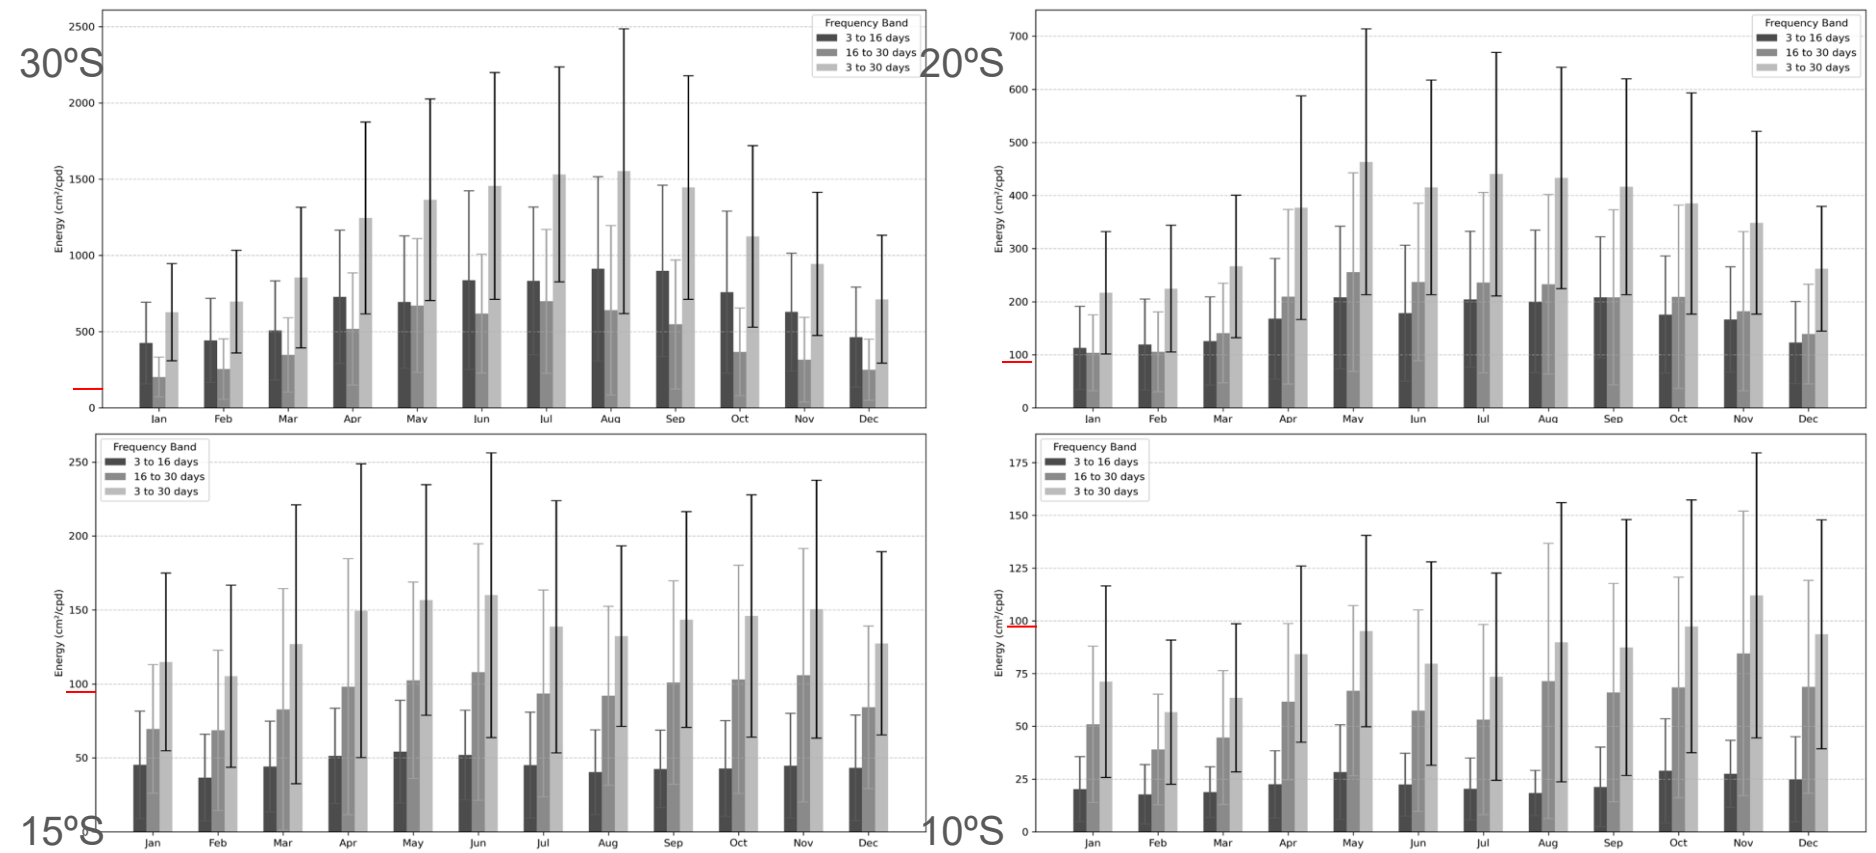 30ºS
Frequency Band
3 to 16 days
16 to 30 days
3 to 30 days
Energy (cm²/cpd)
2500
2000
1500
1000
500
0
Jan Feb Mar Apr May Jun Jul Aug Sep Oct Nov Dec
20ºS
Frequency Band
3 to 16 days
16 to 30 days
3 to 30 days
Energy (cm²/cpd)
700
600
500
400
300
200
100
0
Jan Feb Mar Apr May Jun Jul Aug Sep Oct Nov Dec
15ºS
Frequency Band
3 to 16 days
16 to 30 days
3 to 30 days
Energy (cm²/cpd)
250
200
150
100
50
0
Jan Feb Mar Apr May Jun Jul Aug Sep Oct Nov Dec
10ºS
Frequency Band
3 to 16 days
16 to 30 days
3 to 30 days
Energy (cm²/cpd)
175
150
125
100
75
50
25
0
Jan Feb Mar Apr May Jun Jul Aug Sep Oct Nov Dec